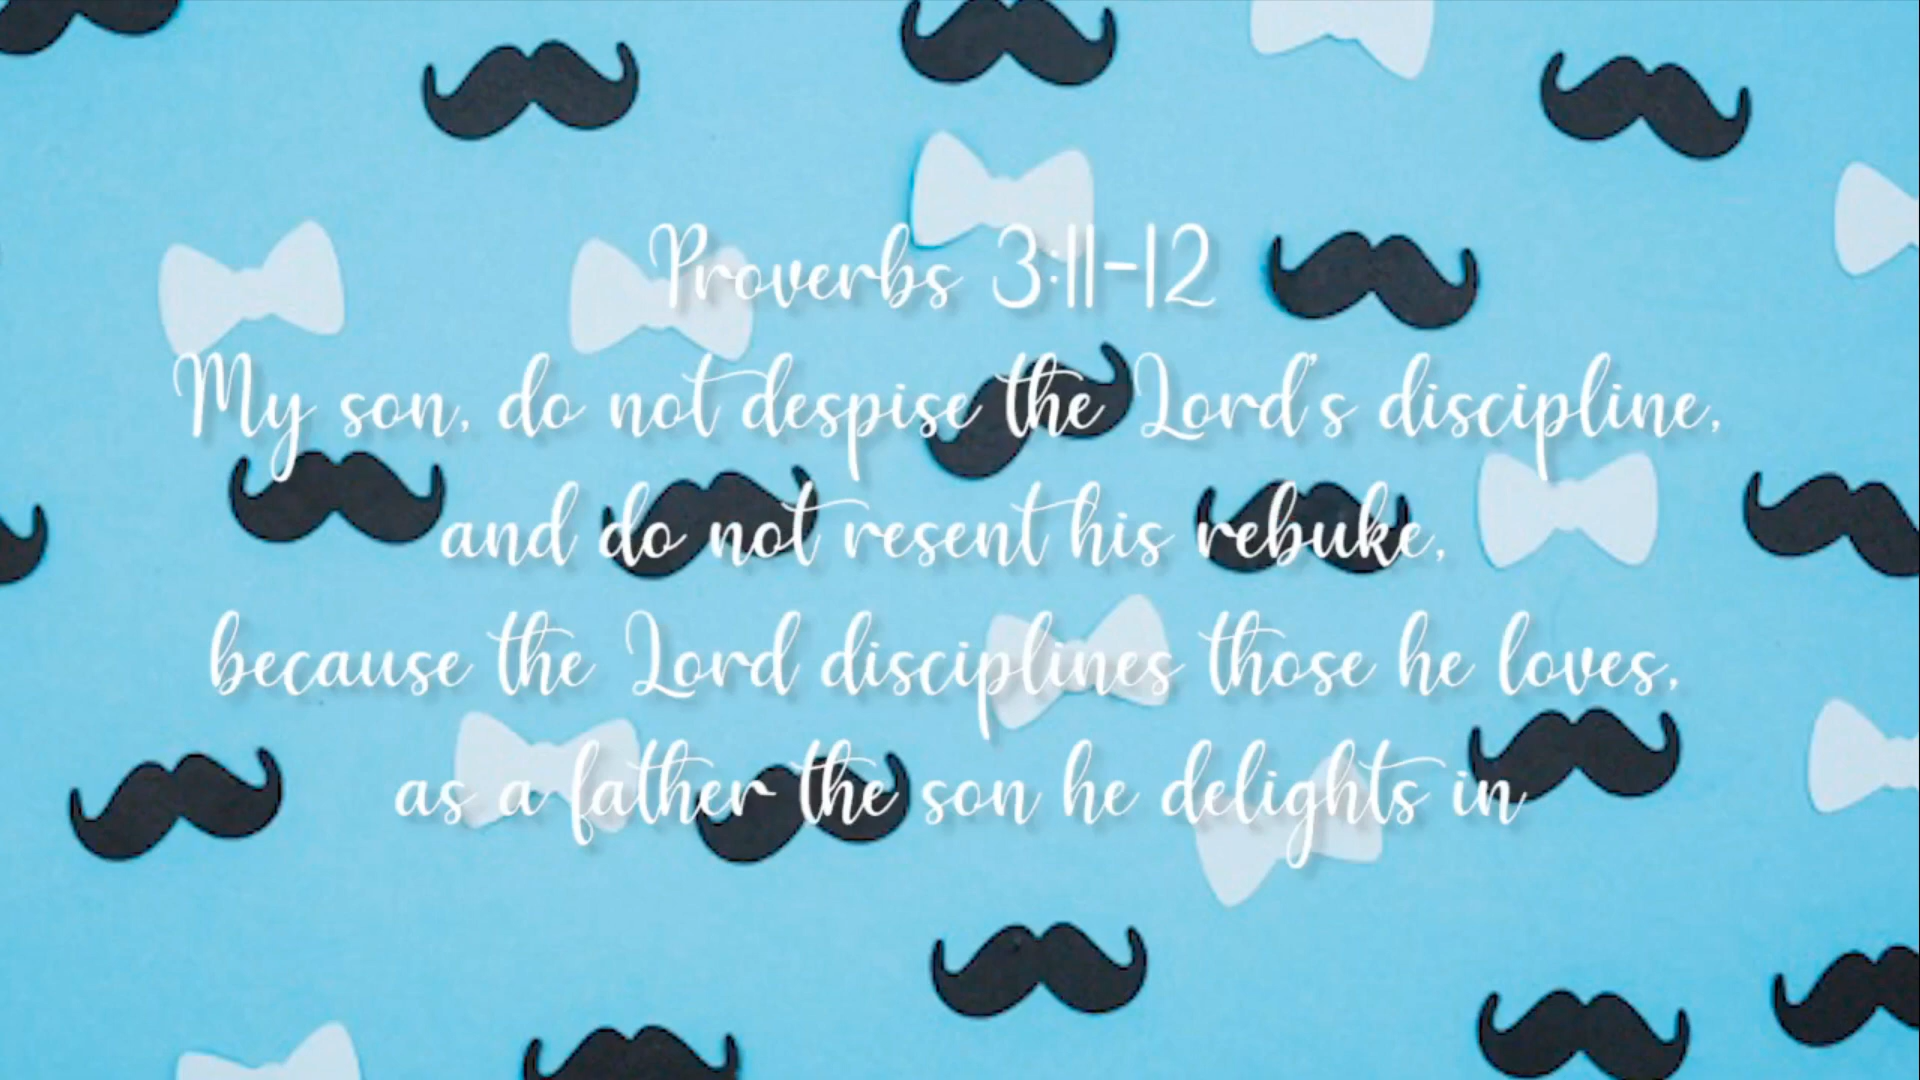 Proverbs 3:11-12
My son, do not despise the Lord's discipline,
and do not resent his rebuke,
because the Lord disciplines those he loves,
as a father the son he delights in